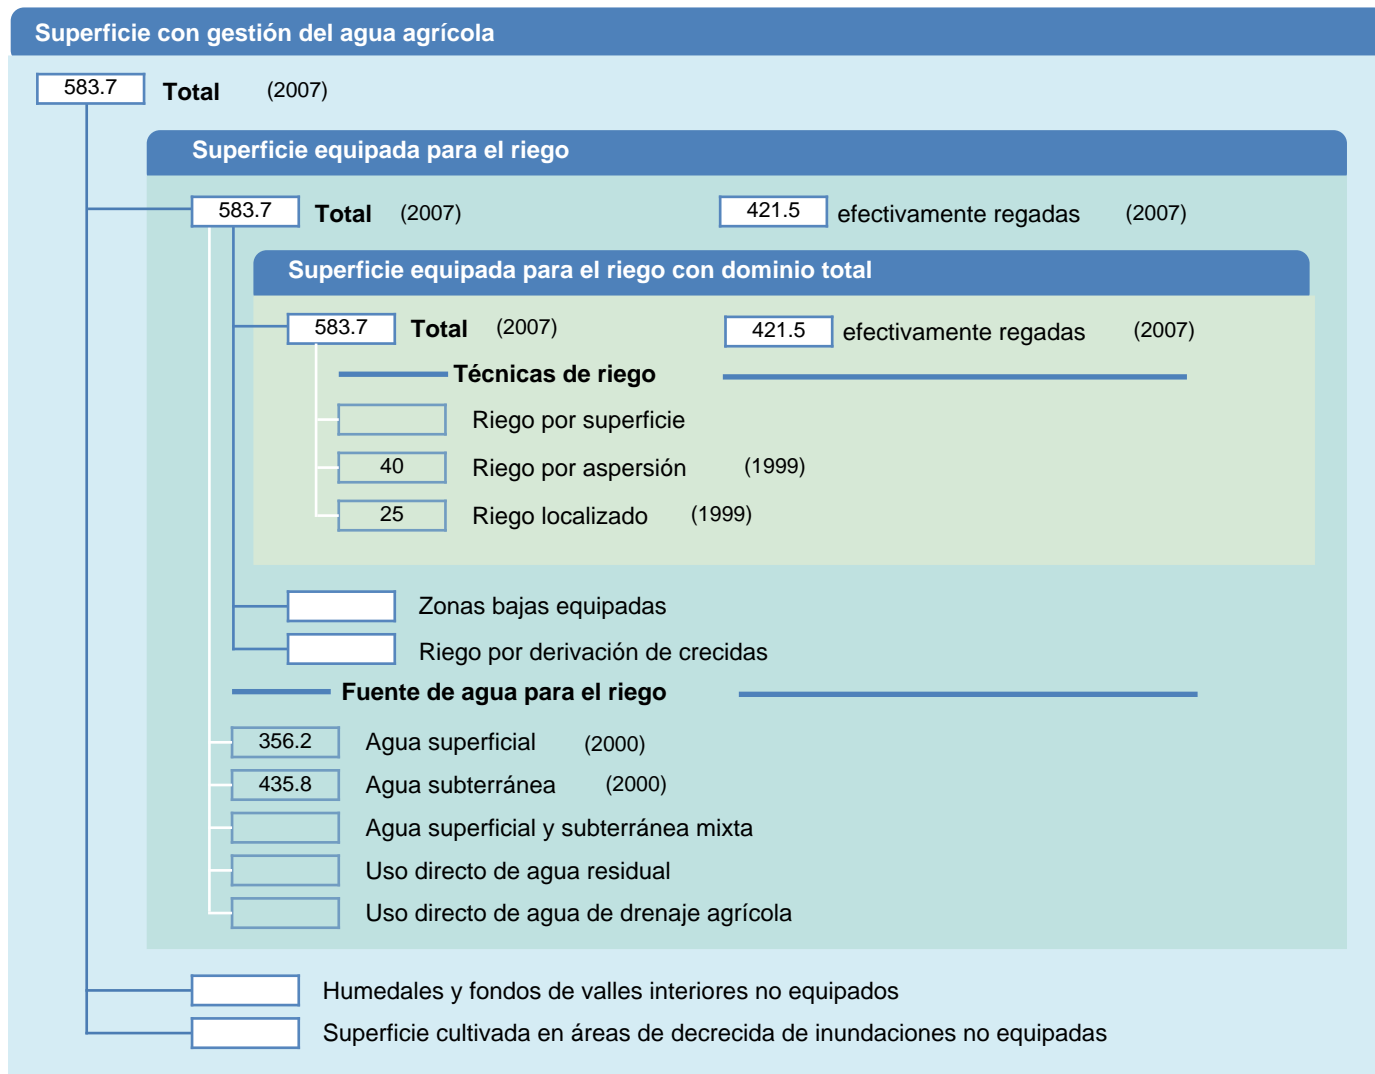 Superficie con gestión del agua agrícola
583.7 Total (2007)
Superficie equipada para el riego
583.7 Total (2007) 421.5 efectivamente regadas (2007)
Superficie equipada para el riego con dominio total
583.7 Total (2007) 421.5 efectivamente regadas (2007)
Técnicas de riego
Riego por superficie
40 Riego por aspersión (1999)
25 Riego localizado (1999)
Zonas bajas equipadas
Riego por derivación de crecidas
Fuente de agua para el riego
356.2 Agua superficial (2000)
435.8 Agua subterránea (2000)
Agua superficial y subterránea mixta
Uso directo de agua residual
Uso directo de agua de drenaje agrícola
Humedales y fondos de valles interiores no equipados
Superficie cultivada en áreas de decrecida de inundaciones no equipadas